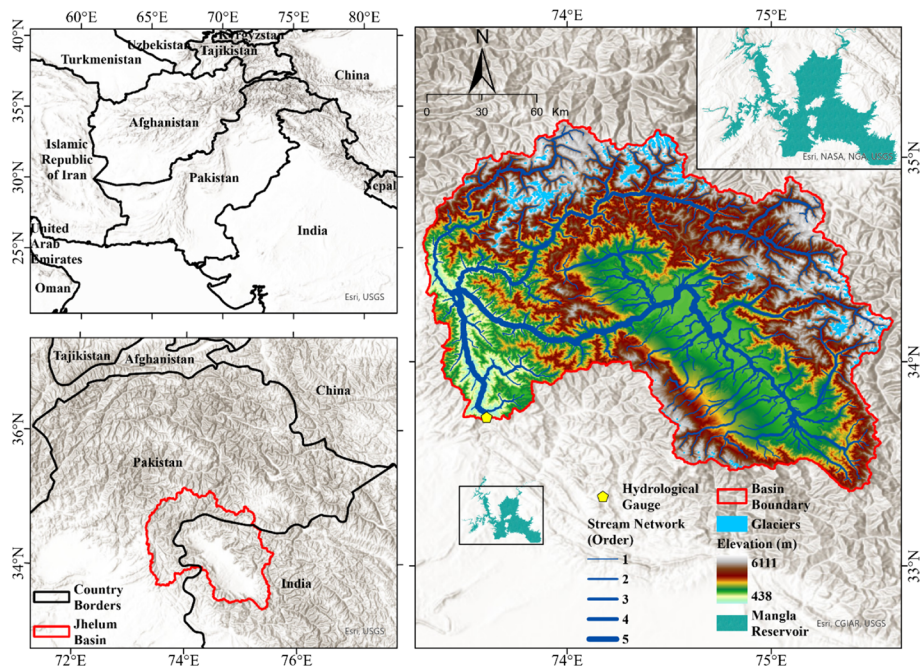 60°E 65°E 70°E 75°E 80°E
40°N
35°N
30°N
25°N
Uzbekistan
Kyrgyzstan
Tajikistan
Turkmenistan
China
Afghanistan
Islamic
Republic
of Iran
Pakistan
Nepal
India
United
Arab
Emirates
Oman
Esri, USGS
60°E 65°E 70°E 75°E
Tajikistan
Afghanistan
China
36°N
Pakistan
34°N
India
Country
Borders
Jhelum
Basin
Esri, USGS
72°E 74°E 76°E
74°E 75°E
N
0 30 60 Km
Esri, NASA, NGA, USGS
35°N
34°N
33°N
Hydrological
Gauge
Stream Network
(Order)
1
2
3
4
5
Basin
Boundary
Glaciers
Elevation (m)
6111
438
Mangla
Reservoir
Esri, CGIAR, USGS
74°E 75°E